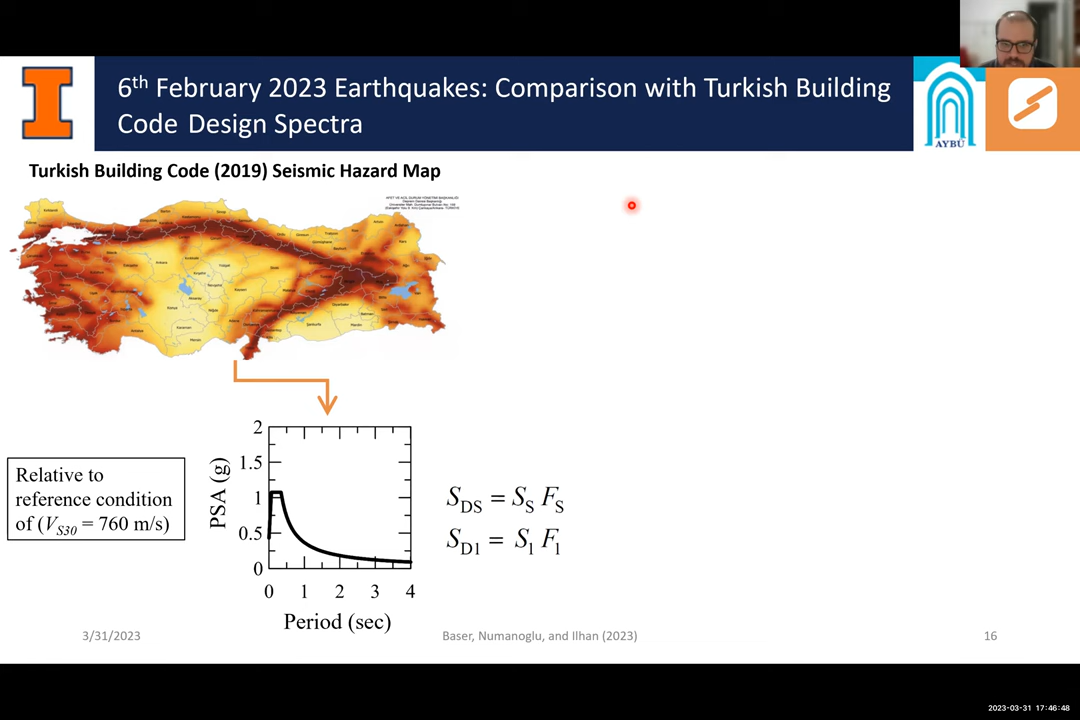 6th February 2023 Earthquakes: Comparison with Turkish Building
Code Design Spectra
AYBÜ
Turkish Building Code (2019) Seismic Hazard Map
Relative to
reference condition
of (VS30 = 760 m/s)
PSA (g)
2
1.5
1
0.5
0
0 1 2 3 4
Period (sec)
SDS = SS FS
SD1 = S1 F1
3/31/2023
Baser, Numanoglu, and Ilhan (2023)
16
2023-03-31 17:46:48